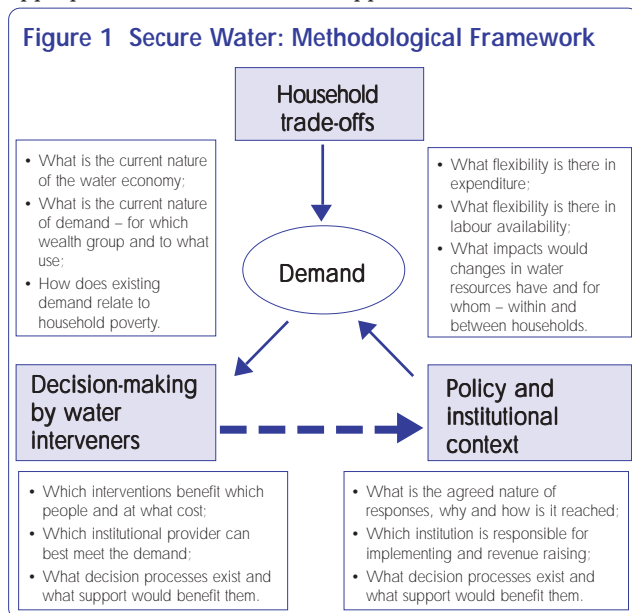 Figure 1 Secure Water: Methodological Framework
Household
trade-offs
• What is the current nature
of the water economy;
• What is the current nature
of demand – for which
wealth group and to what
use;
• How does existing
demand relate to
household poverty.
• What flexibility is there in
expenditure;
• What flexibility is there in
labour availability;
• What impacts would
changes in water
resources have and for
whom – within and
between households.
Demand
Decision-making
by water
interveners
Policy and
institutional
context
• Which interventions benefit which
people and at what cost;
• Which institutional provider can
best meet the demand;
• What decision processes exist and
what support would benefit them.
• What is the agreed nature of
responses, why and how is it reached;
• Which institution is responsible for
implementing and revenue raising;
• What decision processes exist and
what support would benefit them.